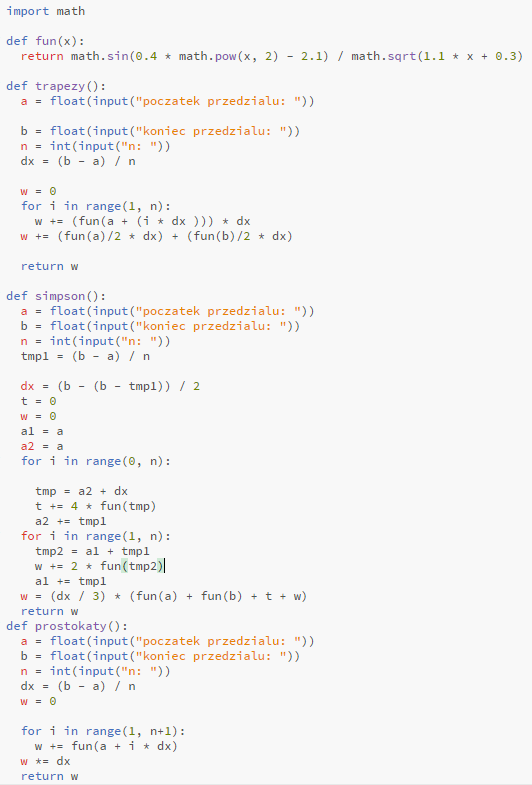 import math
def fun(x):
  return math.sin(0.4 * math.pow(x, 2) - 2.1) / math.sqrt(1.1 * x + 0.3)
def trapezy():
  a = float(input("poczatek przedzialu: "))
  b = float(input("koniec przedzialu: "))
  n = int(input("n: "))
  dx = (b - a) / n
  w = 0
  for i in range(1, n):
    w += (fun(a + (i * dx ))) * dx
  w += (fun(a)/2 * dx) + (fun(b)/2 * dx)
  return w
def simpson():
  a = float(input("poczatek przedzialu: "))
  b = float(input("koniec przedzialu: "))
  n = int(input("n: "))
  tmp1 = (b - a) / n
  dx = (b - (b - tmp1)) / 2
  t = 0
  w = 0
  a1 = a
  a2 = a
  for i in range(0, n):
    tmp = a2 + dx
    t += 4 * fun(tmp)
    a2 += tmp1
  for i in range(1, n):
    tmp2 = a1 + tmp1
    w += 2 * fun(tmp2)
    a1 += tmp1
  w = (dx / 3) * (fun(a) + fun(b) + t + w)
  return w
def prostokaty():
  a = float(input("poczatek przedzialu: "))
  b = float(input("koniec przedzialu: "))
  n = int(input("n: "))
  dx = (b - a) / n
  w = 0
  for i in range(1, n+1):
    w += fun(a + i * dx)
  w *= dx
  return w